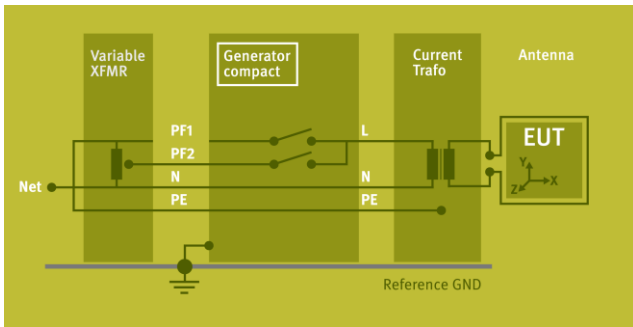 Variable
XFMR
Generator
compact
Current
Trafo
Antenna
PF1
L
PF2
N
N
PE
PE
Net
EUT
Y
X
Z
Reference GND